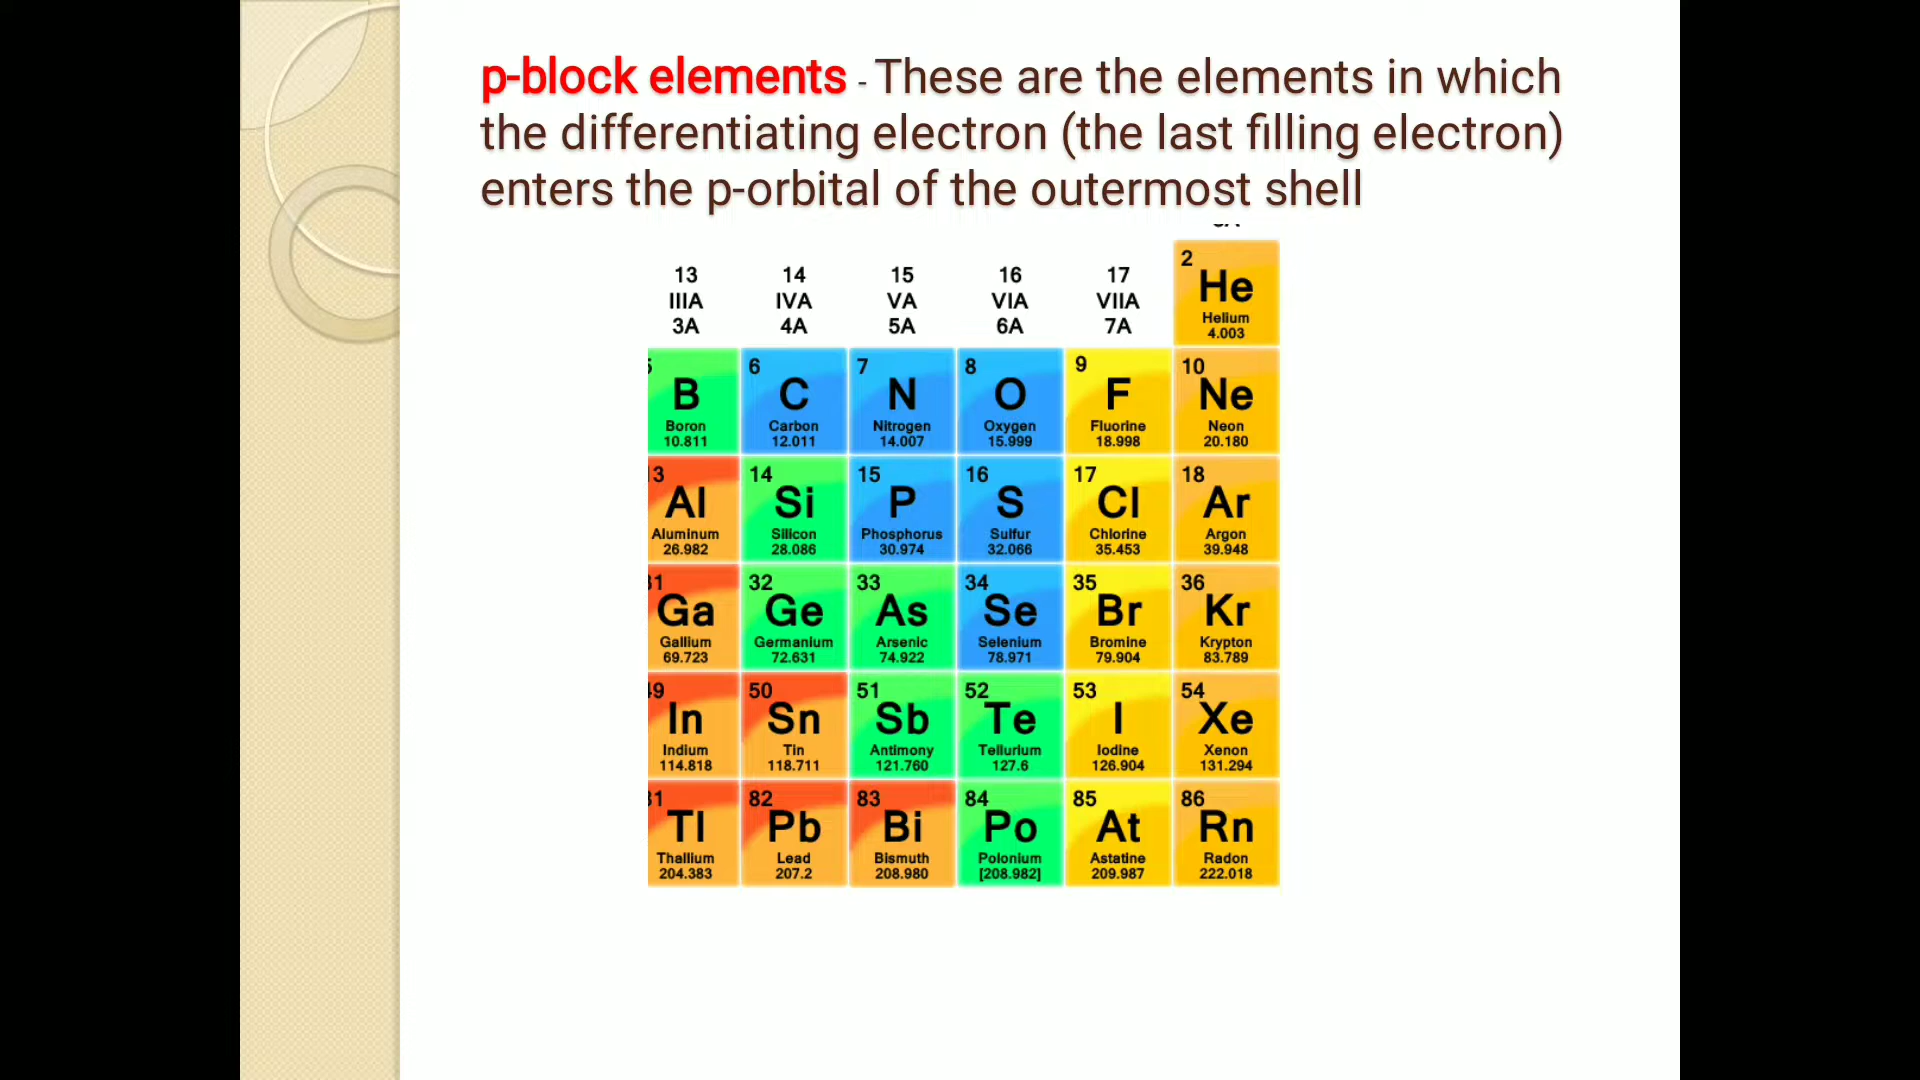 p-block elements - These are the elements in which
the differentiating electron (the last filling electron)
enters the p-orbital of the outermost shell
13 14 15 16 17
IIIA IVA VA VIA VIIA
3A 4A 5A 6A 7A
2
He
Helium
4.003
6 7 8 9 10
B C N O F Ne
Boron Carbon Nitrogen Oxygen Fluorine Neon
10.811 12.011 14.007 15.999 18.998 20.180
3 14 15 16 17 18
Al Si P S Cl Ar
Aluminum Silicon Phosphorus Sulfur Chlorine Argon
26.982 28.086 30.974 32.066 35.453 39.948
1 32 33 34 35 36
Ga Ge As Se Br Kr
Gallium Germanium Arsenic Selenium Bromine Krypton
69.723 72.631 74.922 78.971 79.904 83.789
9 50 51 52 53 54
In Sn Sb Te I Xe
Indium Tin Antimony Tellurium Iodine Xenon
114.818 118.711 121.760 127.6 126.904 131.294
1 82 83 84 85 86
Tl Pb Bi Po At Rn
Thallium Lead Bismuth Polonium Astatine Radon
204.383 207.2 208.980 [208.982] 209.987 222.018